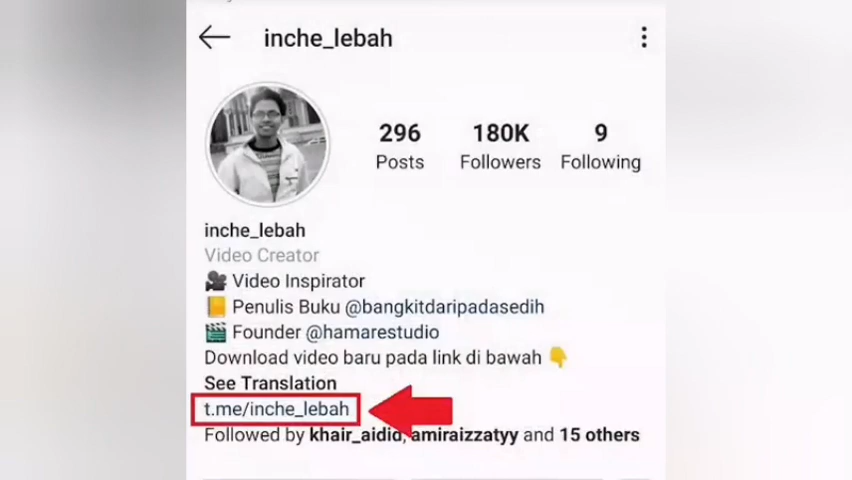 inche_lebah
296 180K 9
Posts Followers Following
inche_lebah
Video Creator
🎥 Video Inspirator
📒 Penulis Buku @bangkitdaripadasedih
🎬 Founder @hamarestudio
Download video baru pada link di bawah 👇
See Translation
t.me/inche_lebah
Followed by khair_aidid, amiraizzatyy and 15 others